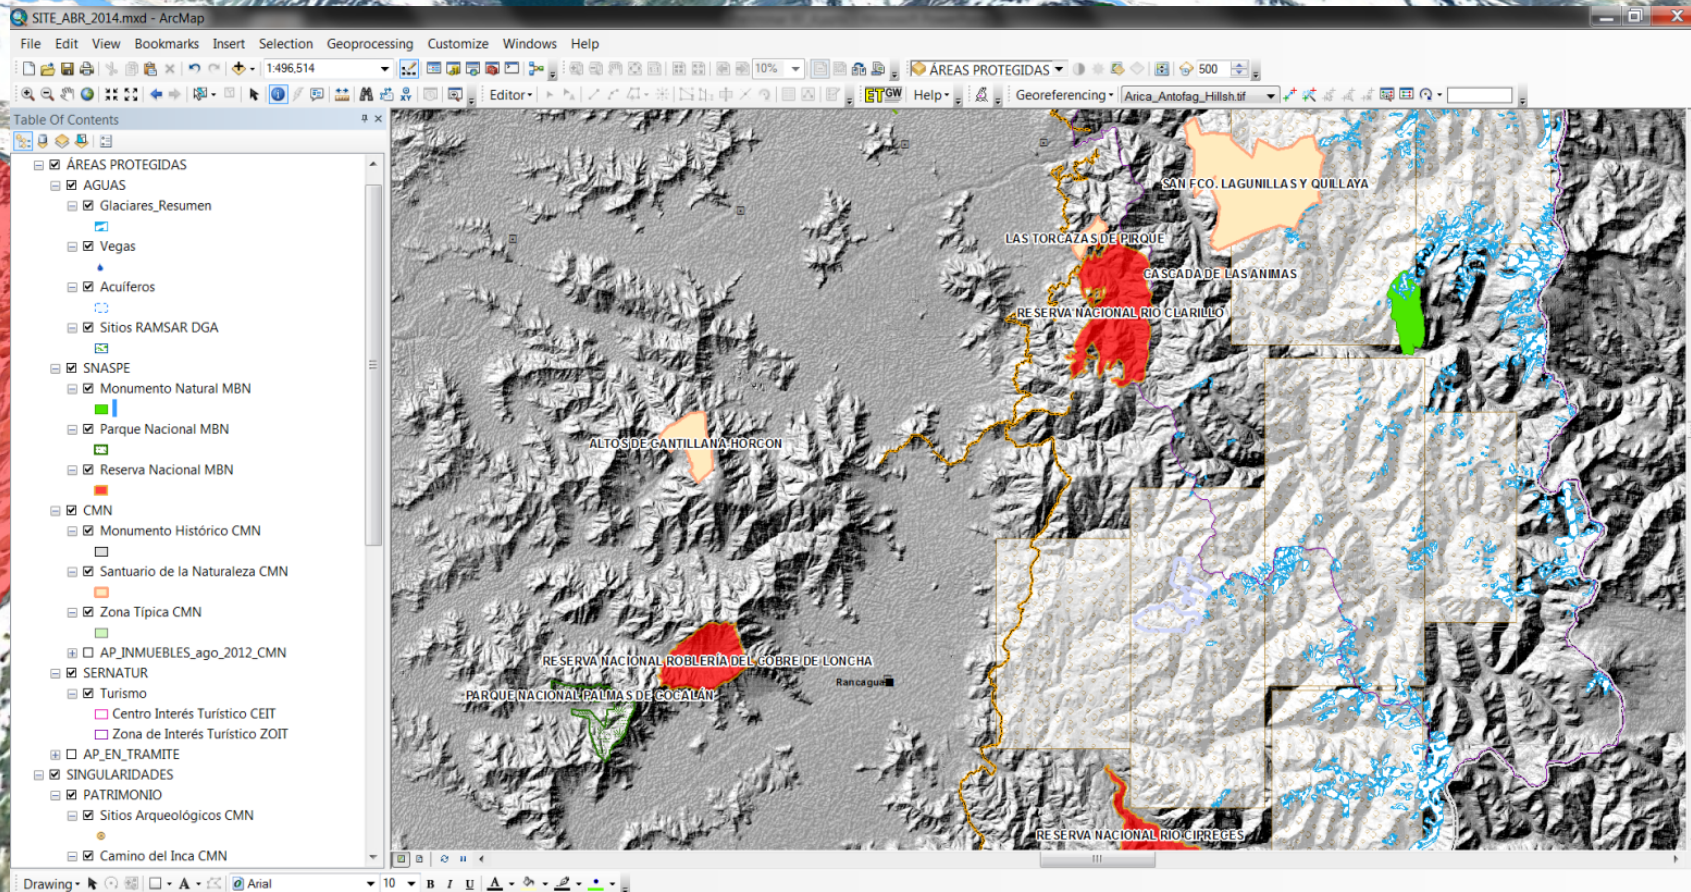 SITE_ABR_2014.mxd - ArcMap
File Edit View Bookmarks Insert Selection Geoprocessing Customize Windows Help
1:496,514 10% ÁREAS PROTEGIDAS 500
Editor ET GW Help Georeferencing Arica_Antofag_Hillsh.tif
Table Of Contents
ÁREAS PROTEGIDAS
AGUAS
Glaciares_Resumen
Vegas
Acuíferos
Sitios RAMSAR DGA
SNASPE
Monumento Natural MBN
Parque Nacional MBN
Reserva Nacional MBN
CMN
Monumento Histórico CMN
Santuario de la Naturaleza CMN
Zona Típica CMN
AP_INMUEBLES_ago_2012_CMN
SERNATUR
Turismo
Centro Interés Turístico CEIT
Zona de Interés Turístico ZOIT
AP_EN_TRAMITE
SINGULARIDADES
PATRIMONIO
Sitios Arqueológicos CMN
Camino del Inca CMN
SAN FCO. LAGUNILLAS Y QUILLAYA
LAS TORCAZAS DE PIRQUE
CASCADA DE LAS ANIMAS
RESERVA NACIONAL RIO CLARILLO
ALTOS DE CANTILLANA-HORCON
RESERVA NACIONAL ROBLERÍA DEL COBRE DE LONCHA
Rancagua
PARQUE NACIONAL PALMAS DE COCALÁN
RESERVA NACIONAL RIO CIPRECES
Drawing A Arial 10 B I U A